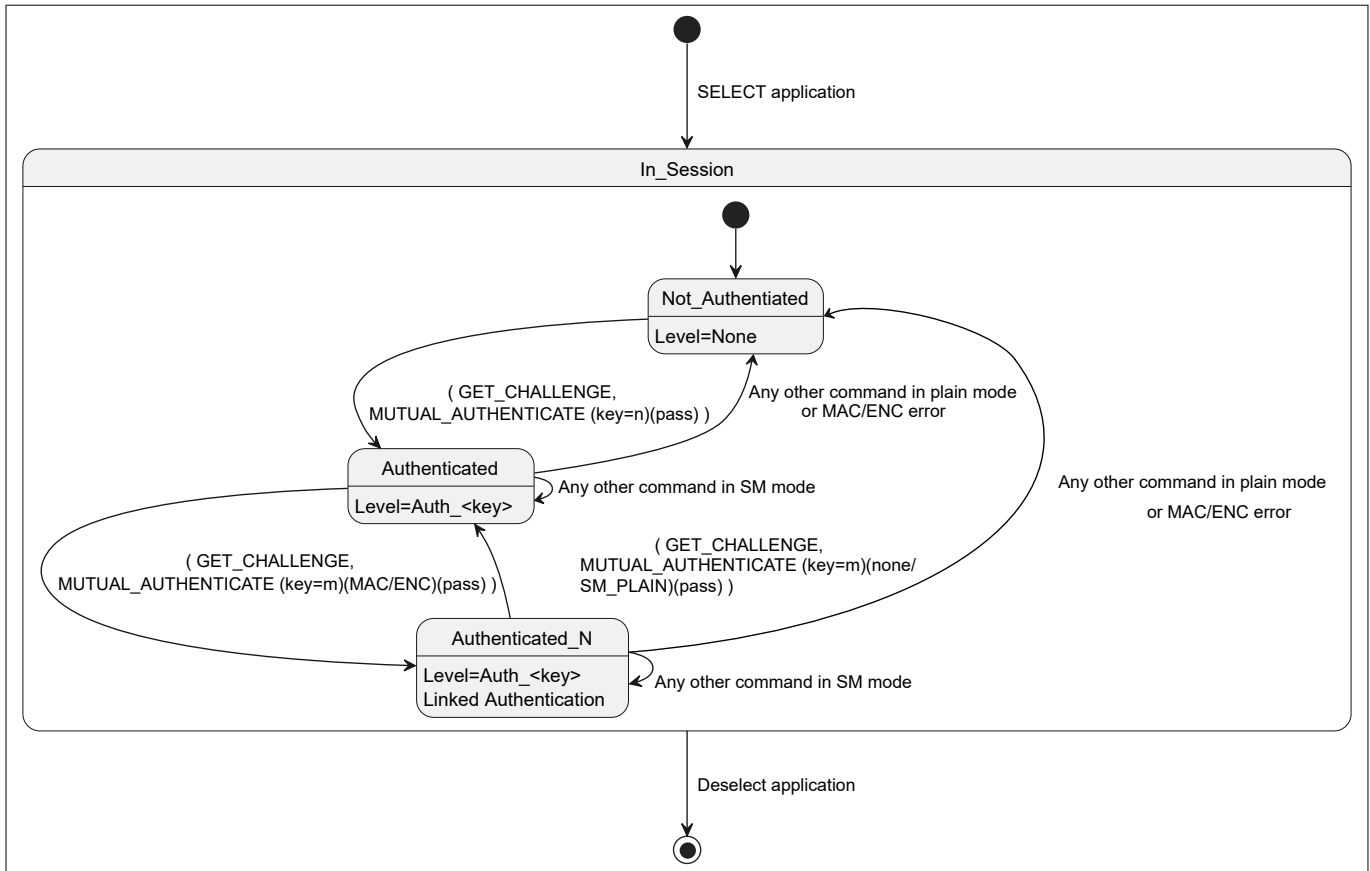 SELECT application
In_Session
Not_Authentiated
Level=None
( GET_CHALLENGE,
MUTUAL_AUTHENTICATE (key=n)(pass) )
Any other command in plain mode
or MAC/ENC error
Authenticated
Level=Auth_<key>
Any other command in SM mode
Any other command in plain mode
or MAC/ENC error
( GET_CHALLENGE,
MUTUAL_AUTHENTICATE (key=m)(MAC/ENC)(pass) )
( GET_CHALLENGE,
MUTUAL_AUTHENTICATE (key=m)(none/
SM_PLAIN)(pass) )
Authenticated_N
Level=Auth_<key>
Linked Authentication
Any other command in SM mode
Deselect application